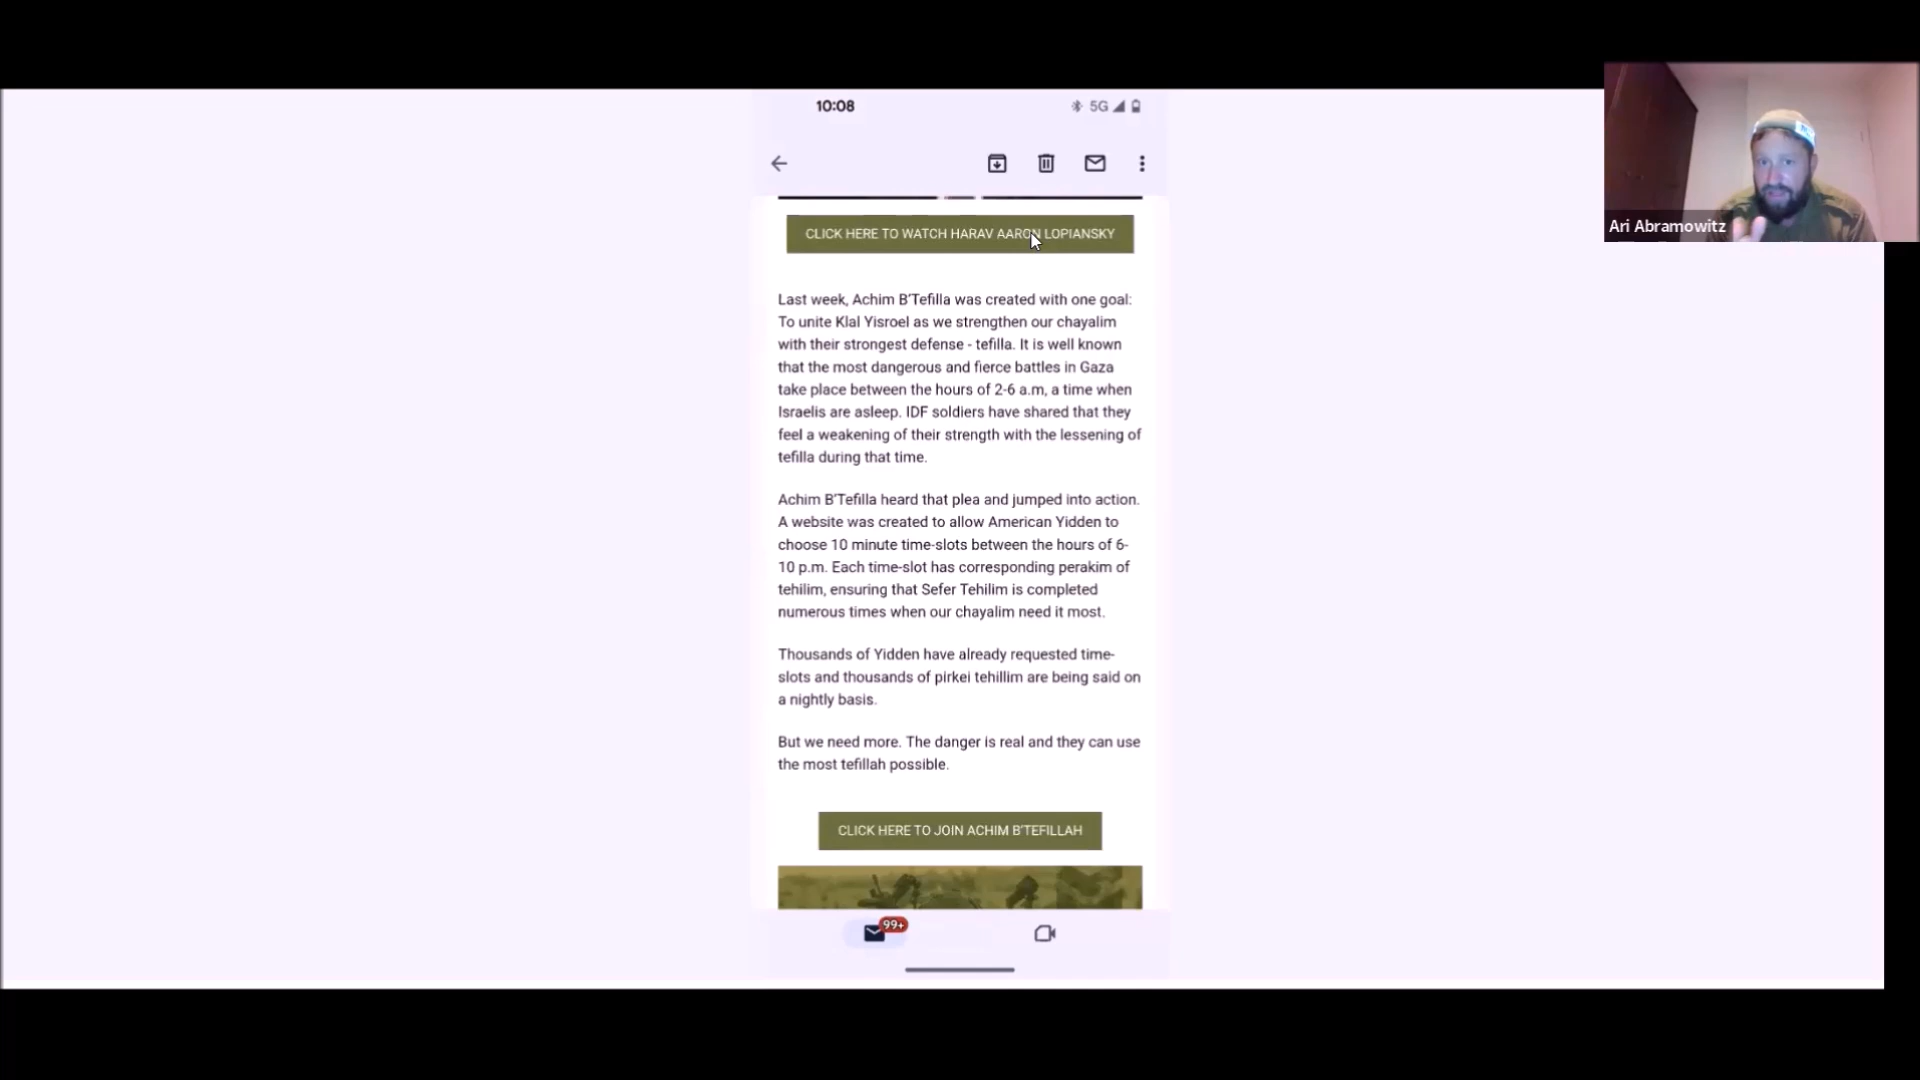 10:08
5G
CLICK HERE TO WATCH HARAV AARON LOPIANSKY
Last week, Achim B'Tefilla was created with one goal:
To unite Klal Yisroel as we strengthen our chayalim
with their strongest defense - tefilla. It is well known
that the most dangerous and fierce battles in Gaza
take place between the hours of 2-6 a.m, a time when
Israelis are asleep. IDF soldiers have shared that they
feel a weakening of their strength with the lessening of
tefilla during that time.
Achim B'Tefilla heard that plea and jumped into action.
A website was created to allow American Yidden to
choose 10 minute time-slots between the hours of 6-
10 p.m. Each time-slot has corresponding perakim of
tehilim, ensuring that Sefer Tehilim is completed
numerous times when our chayalim need it most.
Thousands of Yidden have already requested time-
slots and thousands of pirkei tehillim are being said on
a nightly basis.
But we need more. The danger is real and they can use
the most tefillah possible.
CLICK HERE TO JOIN ACHIM B'TEFILLAH
99+
Ari Abramowitz